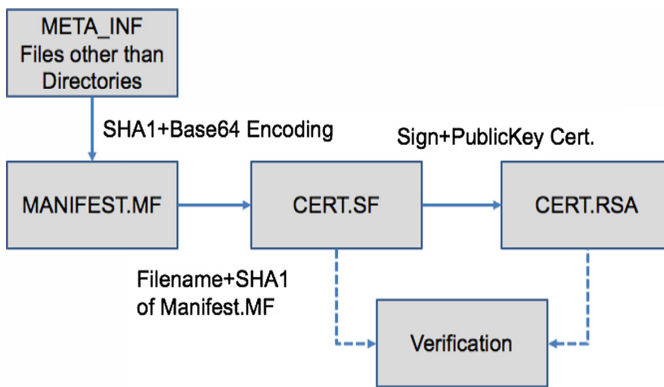 META_INF
Files other than
Directories
SHA1+Base64 Encoding
Sign+PublicKey Cert.
MANIFEST.MF
CERT.SF
CERT.RSA
Filename+SHA1
of Manifest.MF
Verification